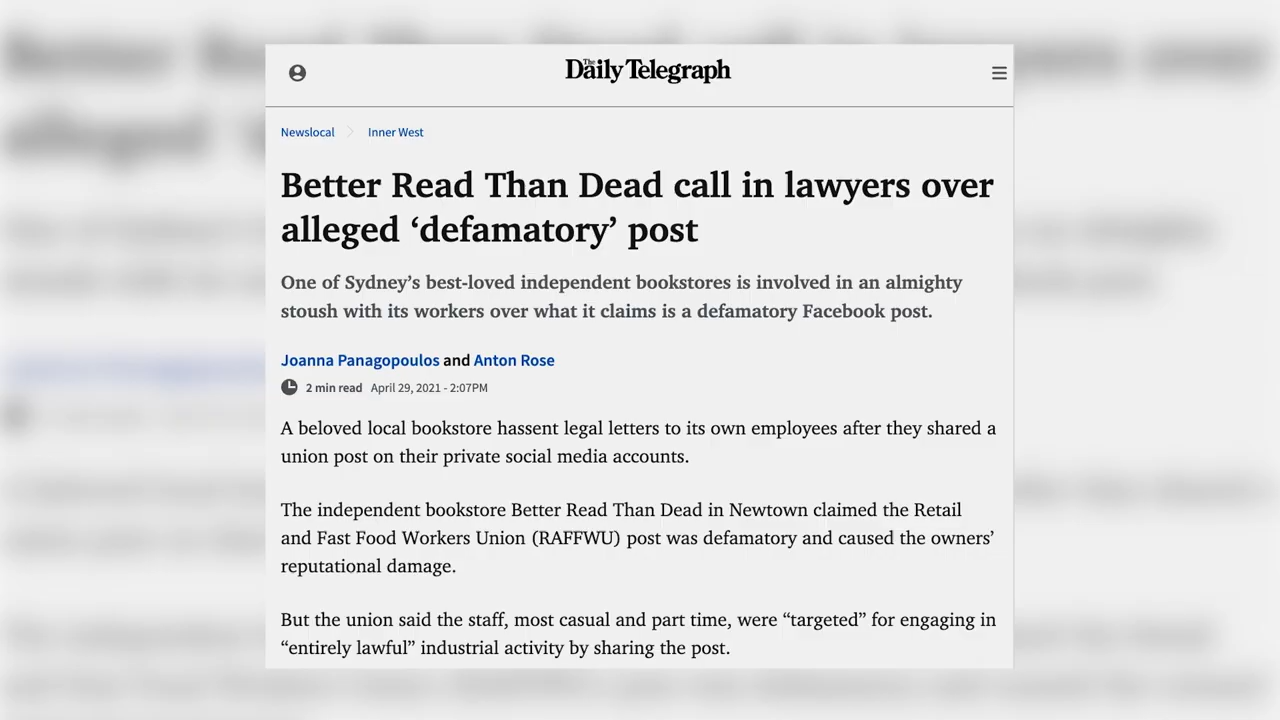 The Daily Telegraph
Newslocal
Inner West
Better Read Than Dead call in lawyers over
alleged ‘defamatory’ post
One of Sydney’s best-loved independent bookstores is involved in an almighty
stoush with its workers over what it claims is a defamatory Facebook post.
Joanna Panagopoulos and Anton Rose
2 min read April 29, 2021 - 2:07PM
A beloved local bookstore hassent legal letters to its own employees after they shared a
union post on their private social media accounts.
The independent bookstore Better Read Than Dead in Newtown claimed the Retail
and Fast Food Workers Union (RAFFWU) post was defamatory and caused the owners’
reputational damage.
But the union said the staff, most casual and part time, were “targeted” for engaging in
“entirely lawful” industrial activity by sharing the post.